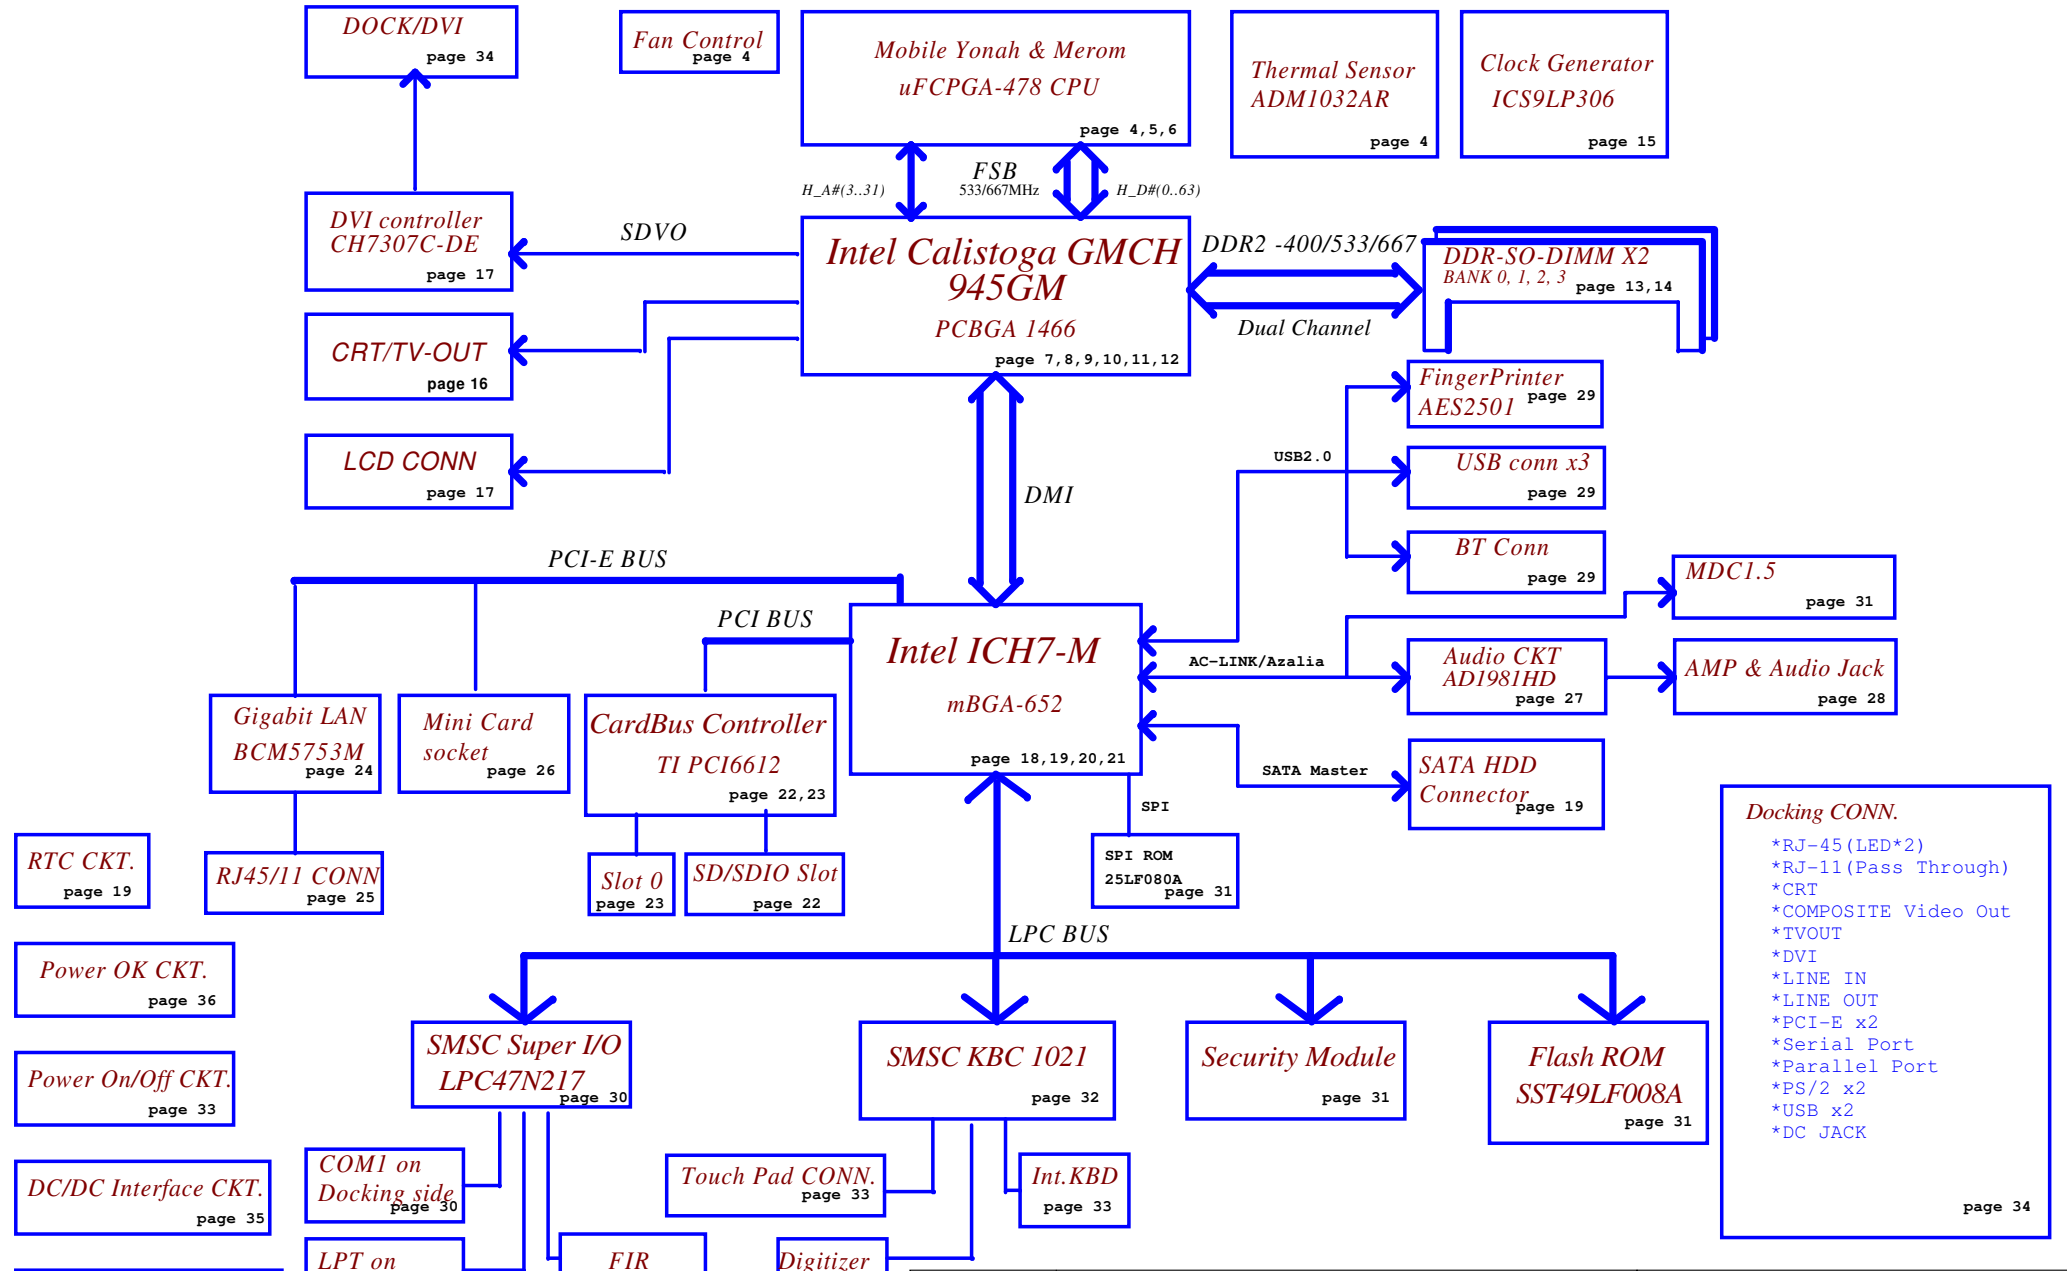 DOCK/DVI
page 34
Fan Control
page 4
Mobile Yonah & Merom
uFCPGA-478 CPU
page 4,5,6
Thermal Sensor
ADM1032AR
page 4
Clock Generator
ICS9LP306
page 15
H_A#(3..31)
FSB
533/667MHz
H_D#(0..63)
DVI controller
CH7307C-DE
page 17
SDVO
Intel Calistoga GMCH
945GM
PCBGA 1466
page 7,8,9,10,11,12
DDR2 -400/533/667
Dual Channel
DDR-SO-DIMM X2
BANK 0, 1, 2, 3
page 13,14
CRT/TV-OUT
page 16
LCD CONN
page 17
FingerPrinter
AES2501
page 29
USB2.0
USB conn x3
page 29
DMI
BT Conn
page 29
PCI-E BUS
PCI BUS
MDC1.5
page 31
Intel ICH7-M
mBGA-652
page 18,19,20,21
AC-LINK/Azalia
Audio CKT
AD1981HD
page 27
AMP & Audio Jack
page 28
Gigabit LAN
BCM5753M
page 24
Mini Card
socket
page 26
CardBus Controller
TI PCI6612
page 22,23
SATA Master
SATA HDD
Connector
page 19
SPI
SPI ROM
25LF080A
page 31
RTC CKT.
page 19
RJ45/11 CONN
page 25
Slot 0
page 23
SD/SDIO Slot
page 22
Docking CONN.
*RJ-45(LED*2)
*RJ-11(Pass Through)
*CRT
*COMPOSITE Video Out
*TVOUT
*DVI
*LINE IN
*LINE OUT
*PCI-E x2
*Serial Port
*Parallel Port
*PS/2 x2
*USB x2
*DC JACK
page 34
LPC BUS
Power OK CKT.
page 36
Power On/Off CKT.
page 33
DC/DC Interface CKT.
page 35
SMSC Super I/O
LPC47N217
page 30
SMSC KBC 1021
page 32
Security Module
page 31
Flash ROM
SST49LF008A
page 31
COM1 on
Docking side
page 30
Touch Pad CONN.
page 33
Int.KBD
page 33
LPT on
FIR
Digitizer